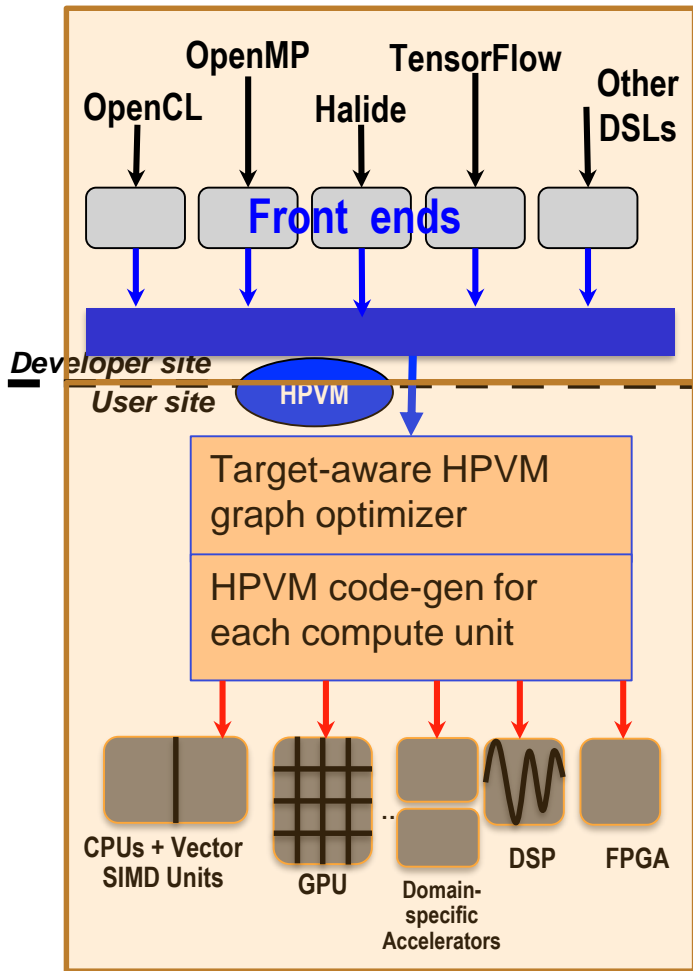 OpenMP
TensorFlow
OpenCL
Halide
Other
DSLs
Front ends
Developer site
User site
HPVM
Target-aware HPVM
graph optimizer
HPVM code-gen for
each compute unit
..
CPUs + Vector
SIMD Units
GPU
Domain-
specific
Accelerators
DSP
FPGA